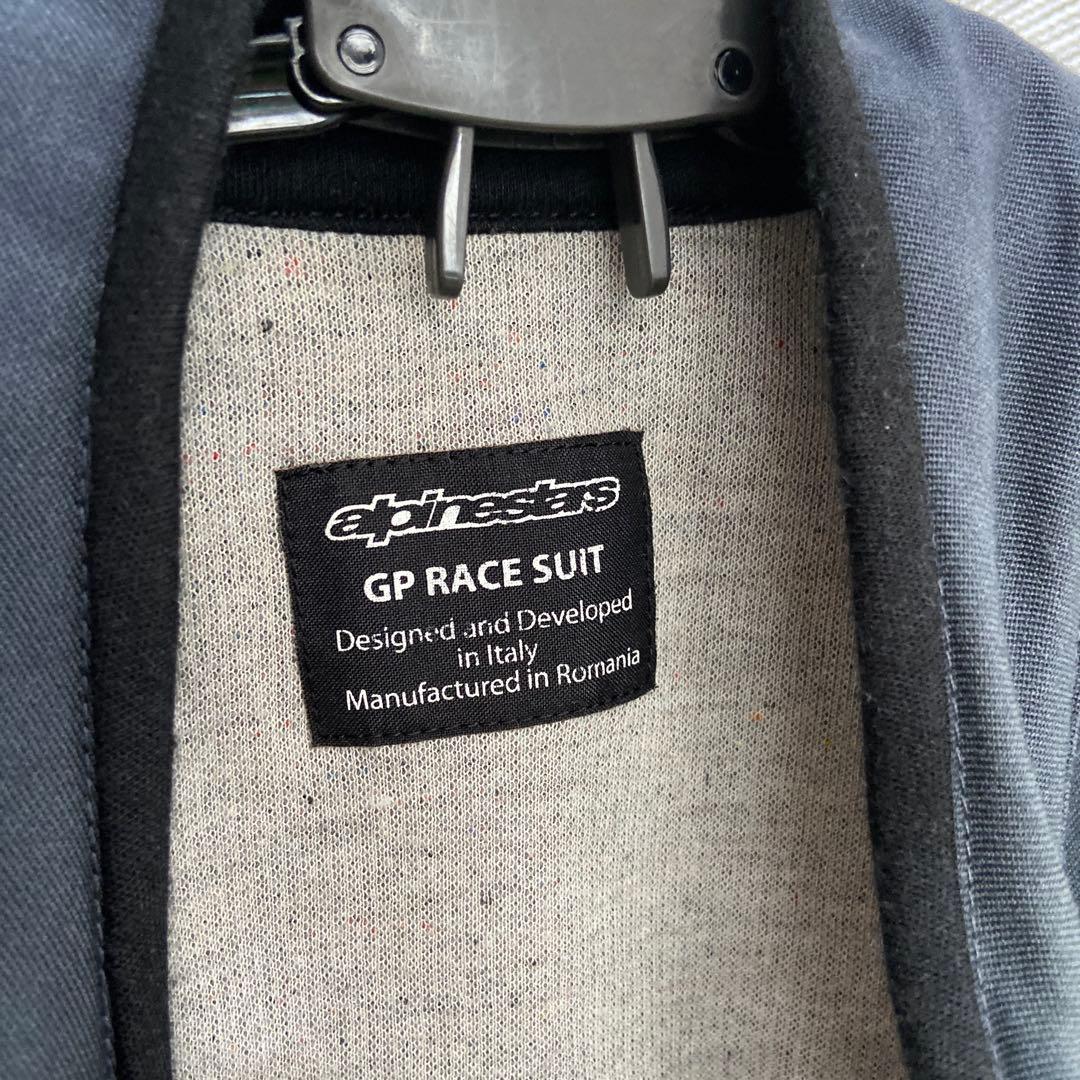 alpinestars
GP RACE SUIT
Designed and Developed
in Italy
Manufactured in Romania